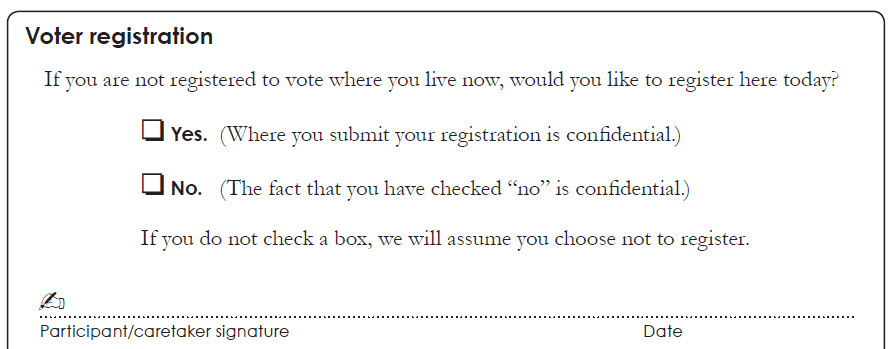 Voter registration
If you are not registered to vote where you live now, would you like to register here today?
Yes. (Where you submit your registration is confidential.)
No. (The fact that you have checked “no” is confidential.)
If you do not check a box, we will assume you choose not to register.
Participant/caretaker signature Date